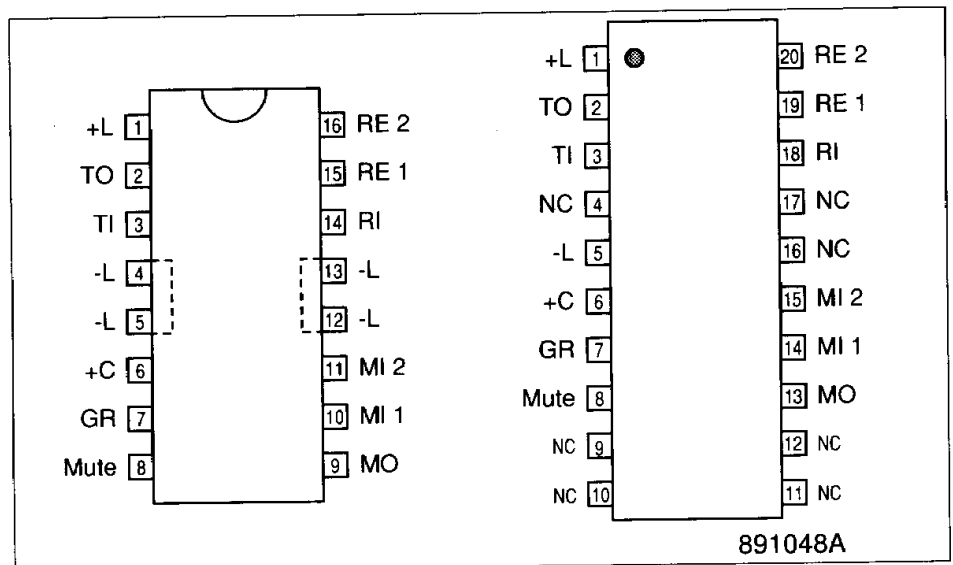 +L 1 16 RE 2
TO 2 15 RE 1
TI 3 14 RI
-L 4 13 -L
-L 5 12 -L
+C 6 11 MI 2
GR 7 10 MI 1
Mute 8 9 MO
+L 1 20 RE 2
TO 2 19 RE 1
TI 3 18 RI
NC 4 17 NC
-L 5 16 NC
+C 6 15 MI 2
GR 7 14 MI 1
Mute 8 13 MO
NC 9 12 NC
NC 10 11 NC
891048A